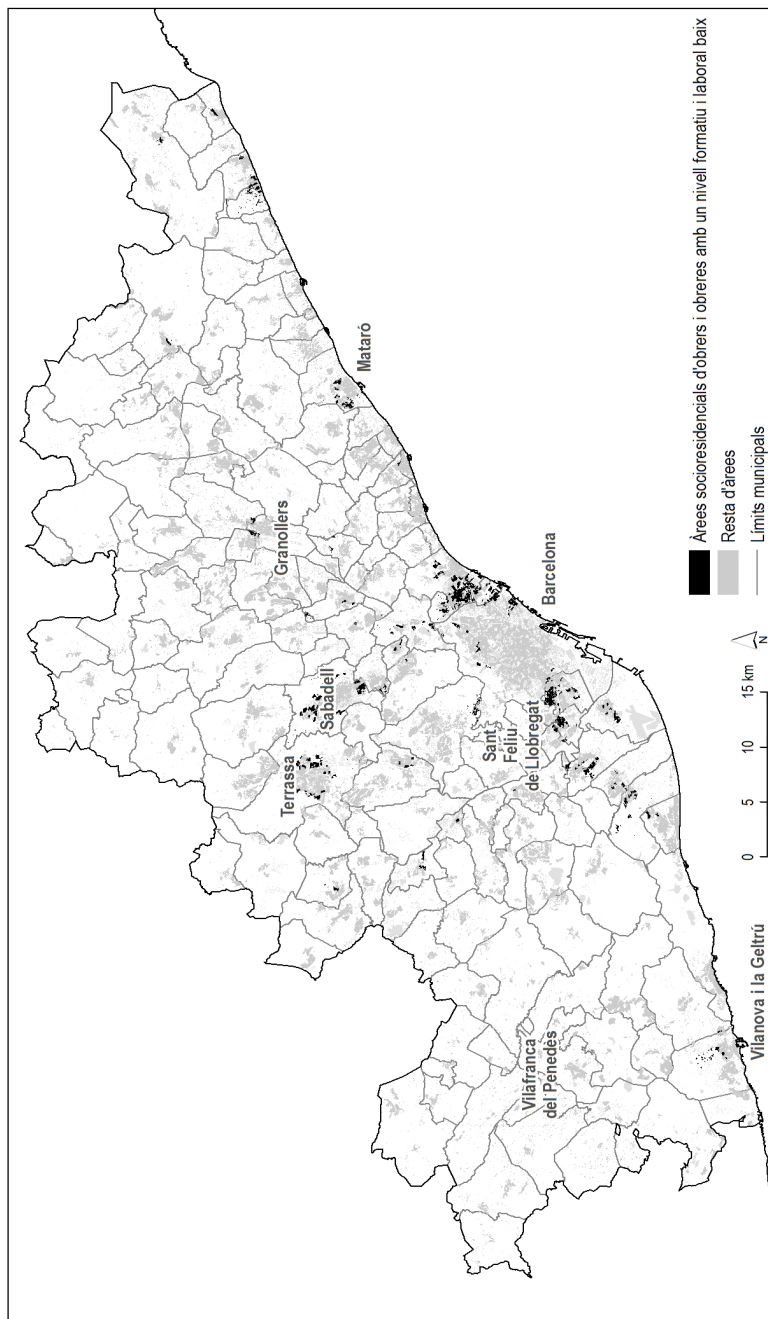 Mataró
Granollers
Sabadell
Terrassa
Barcelona
Sant
Feliu
de Llobregat
Vilafranca
del Penedès
Vilanova i la Geltrú
0 5 10 15 km
N
Àrees socioresidencials d'obrers i obreres amb un nivell formatiu i laboral baix
Resta d'àrees
Límits municipals